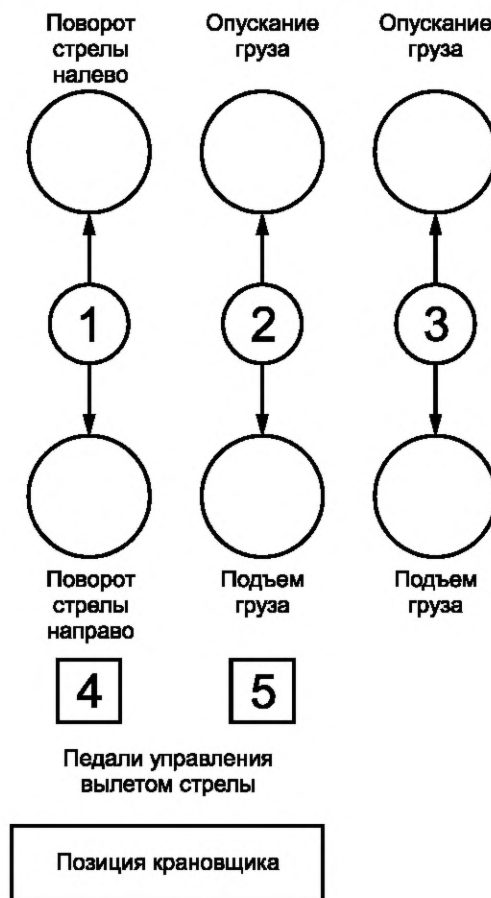 Поворот
стрелы
налево
Опускание
груза
Опускание
груза
1
2
3
Поворот
стрелы
направо
Подъем
груза
Подъем
груза
4
5
Педали управления
вылетом стрелы
Позиция крановщика